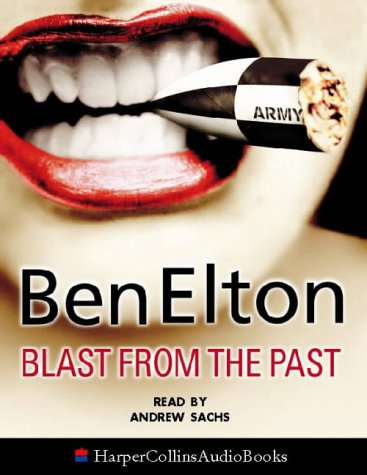 ARMY
Ben Elton
BLAST FROM THE PAST
READ BY
ANDREW SACHS
HarperCollinsAudioBooks